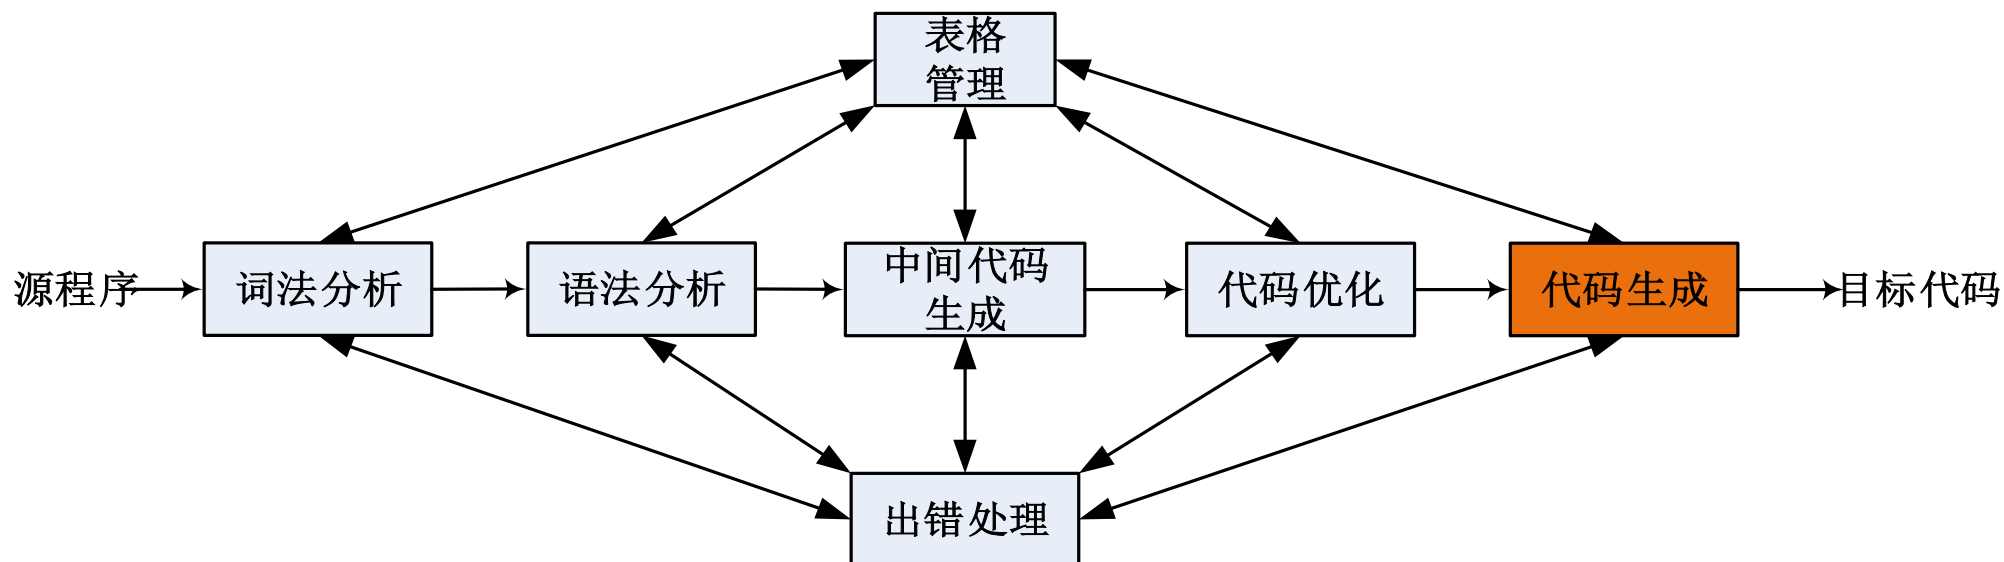 表格
管理
源程序
词法分析
语法分析
中间代码
生成
代码优化
代码生成
目标代码
出错处理